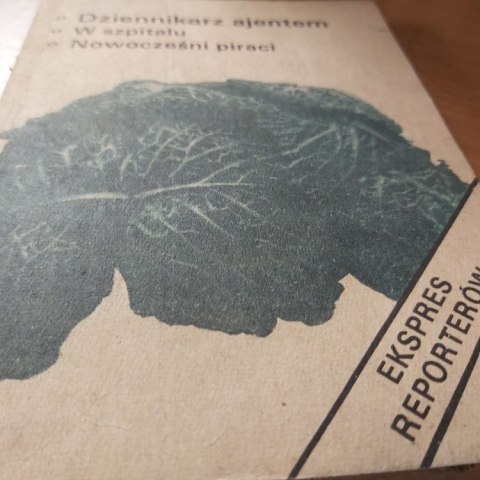 Dziennikarz ajentem
W szpitalu
Nowocześni piraci
EKSPRES
REPORTERÓW